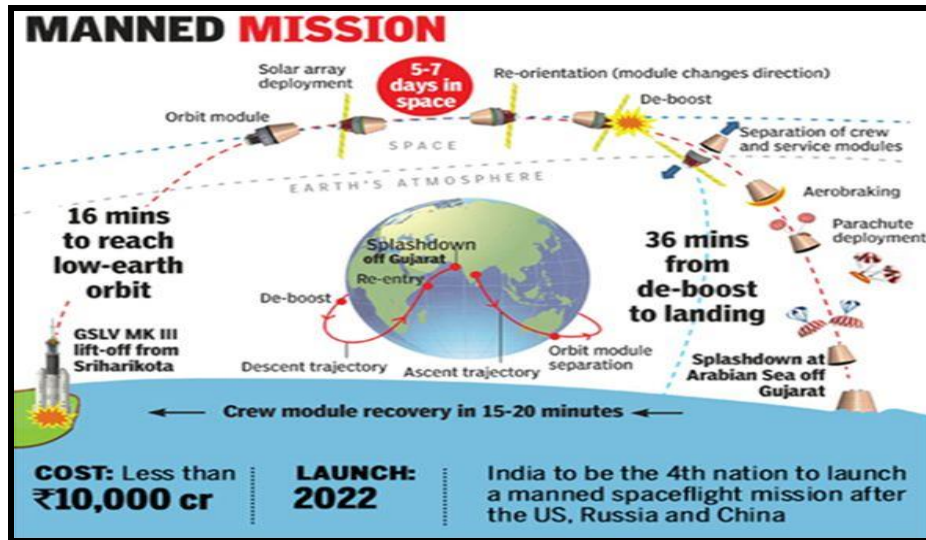 MANNED MISSION
Solar array
deployment
5-7
days in
space
Re-orientation (module changes direction)
De-boost
Orbit module
Separation of crew
and service modules
SPACE
EARTH'S ATMOSPHERE
Aerobraking
Parachute
deployment
16 mins
to reach
low-earth
orbit
36 mins
from
de-boost
to landing
Splashdown
off Gujarat
Re-entry
De-boost
GSLV MK III
lift-off from
Sriharikota
Descent trajectory
Ascent trajectory
Orbit module
separation
Splashdown at
Arabian Sea off
Gujarat
Crew module recovery in 15-20 minutes
COST: Less than
₹10,000 cr
LAUNCH:
2022
India to be the 4th nation to launch
a manned spaceflight mission after
the US, Russia and China